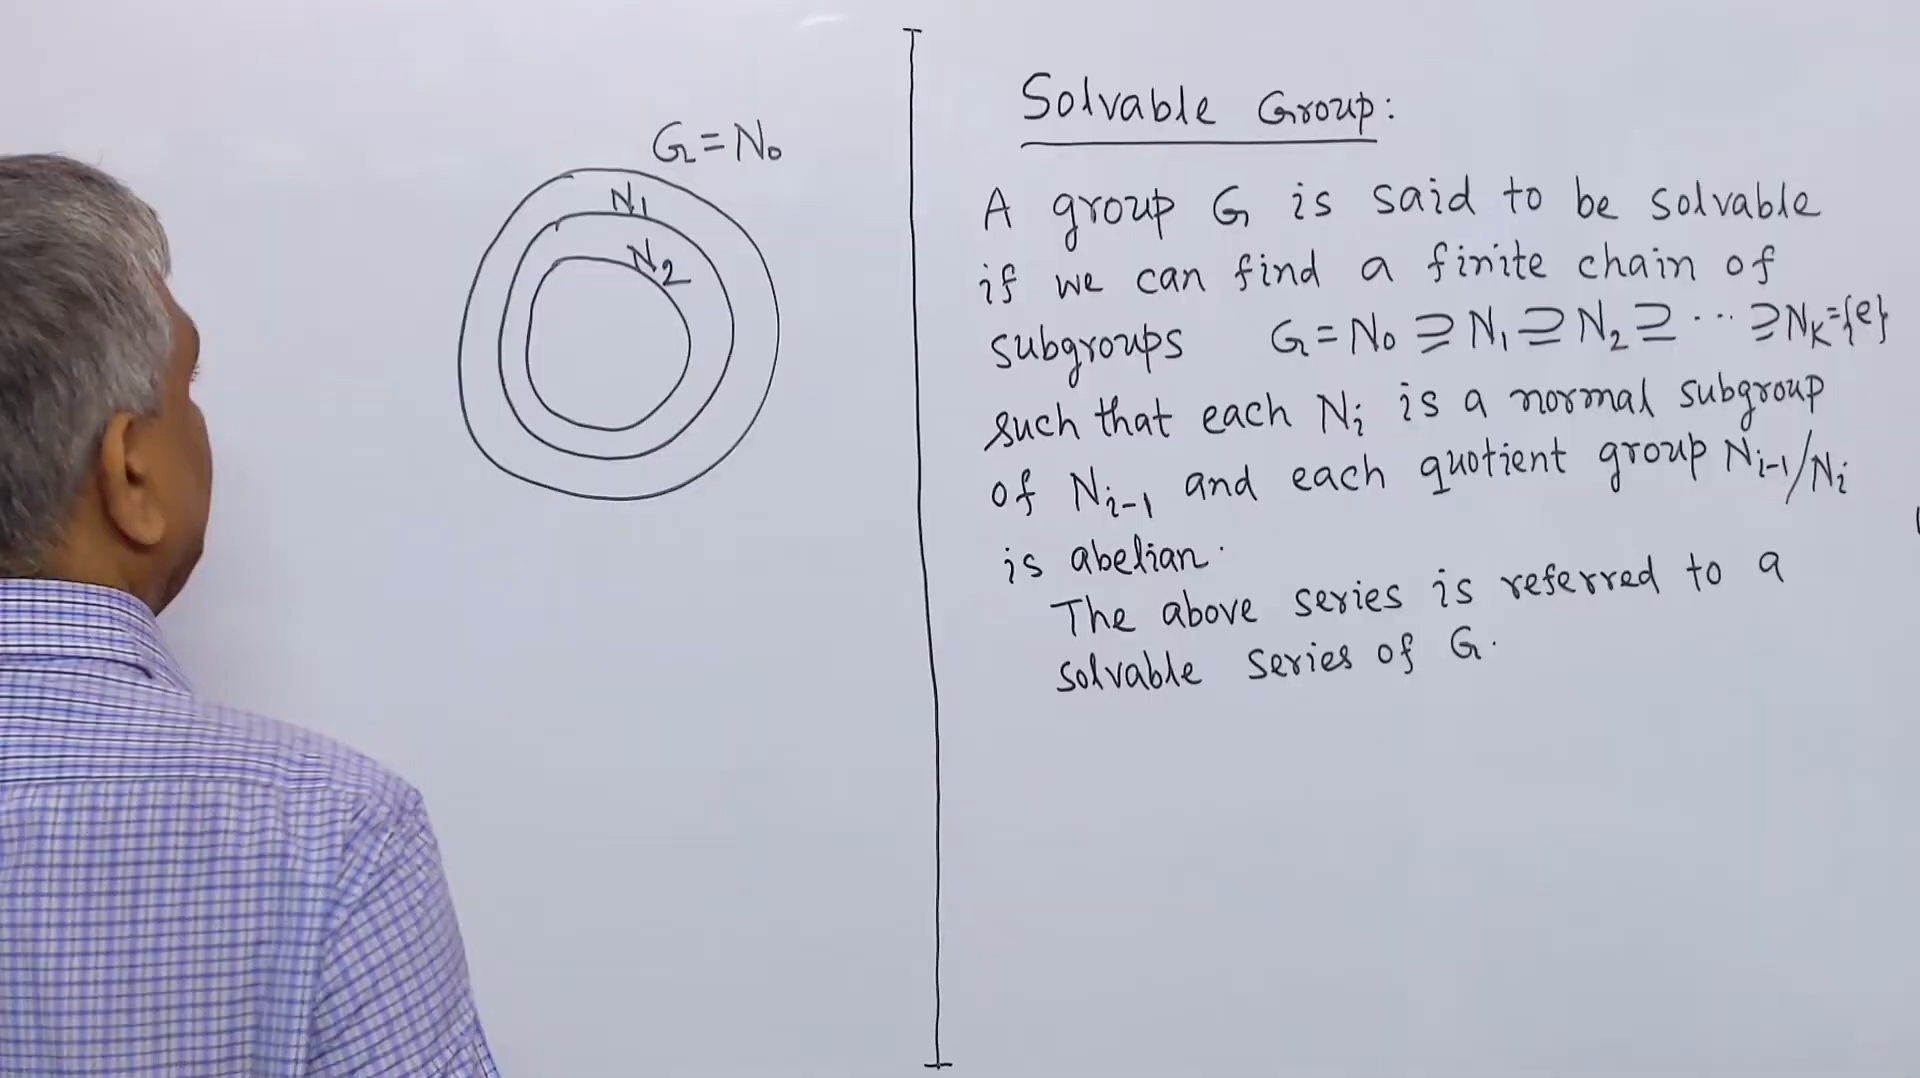 G = N₀
N₁
N₂
Solvable Group:
A group G is said to be solvable
if we can find a finite chain of
subgroups G = N₀ ⊇ N₁ ⊇ N₂ ⊇ ... ⊇ Nₖ = {e}
such that each Nᵢ is a normal subgroup
of Nᵢ₋₁ and each quotient group Nᵢ₋₁/Nᵢ
is abelian.
The above series is referred to a
solvable series of G.